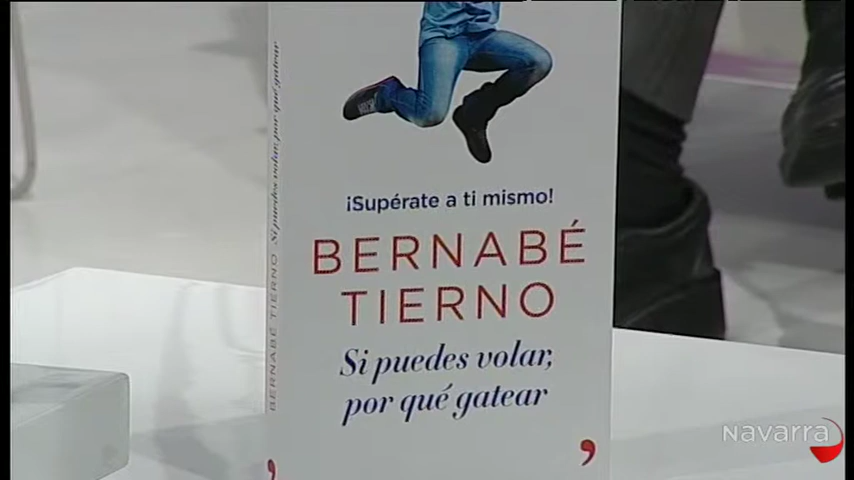 ¡Supérate a ti mismo!
BERNABÉ
TIERNO
Si puedes volar,
por qué gatear
BERNABÉ TIERNO Si puedes volar, por qué gatear
Navarra